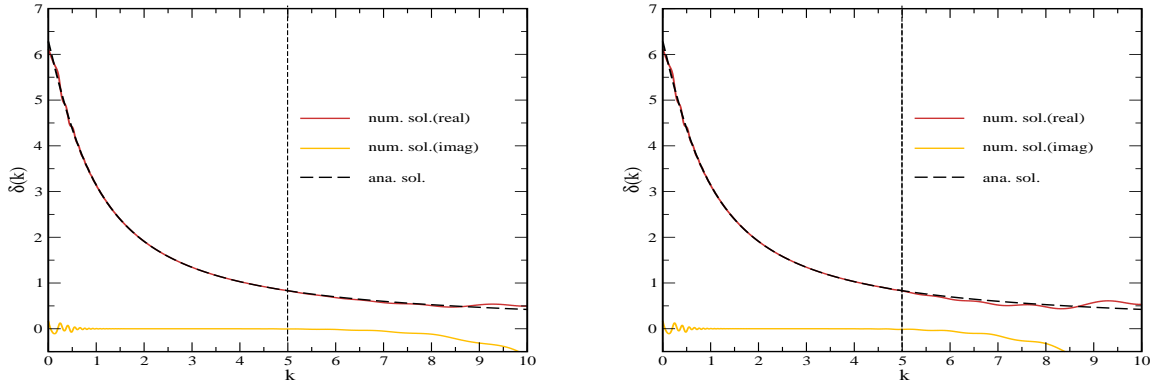 7
6
5
4
3
2
1
0
δ(k)
num. sol.(real)
num. sol.(imag)
ana. sol.
0 1 2 3 4 5 6 7 8 9 10
k
7
6
5
4
3
2
1
0
δ(k)
num. sol.(real)
num. sol.(imag)
ana. sol.
0 1 2 3 4 5 6 7 8 9 10
k